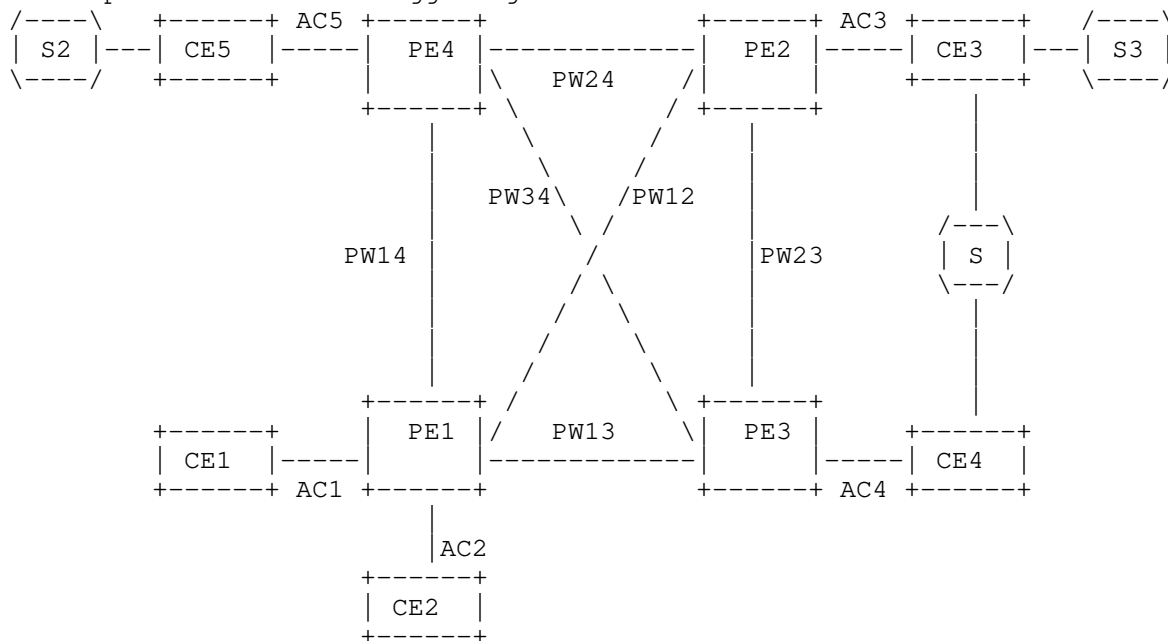 AC5 AC3
S2 CE5 PE4 PE2 CE3 S3
PW24
PW34 PW12
PW14 S PW23
PE1 PW13 PE3
CE1 CE4
AC1 AC4
AC2
CE2